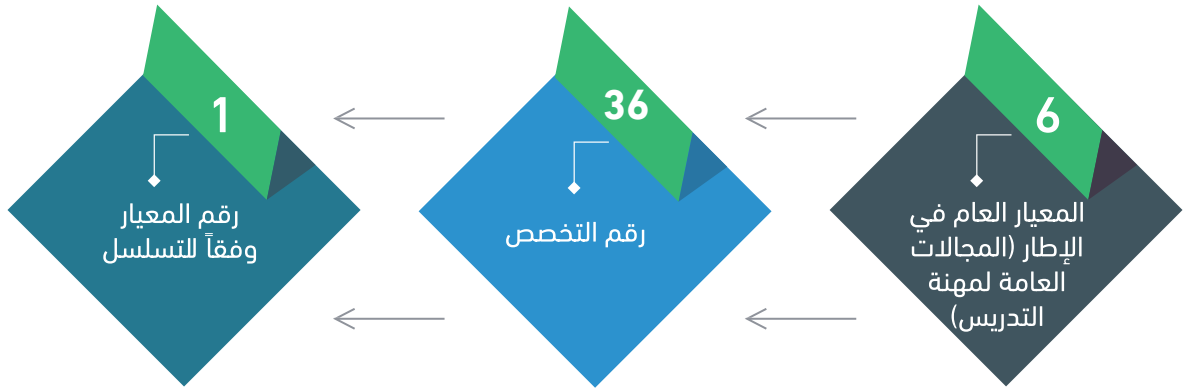 6
المعيار العام في
الإطار (المجالات
العامة لمهنة
التدريس)
36
رقم التخصص
1
رقم المعيار
وفقاً للتسلسل